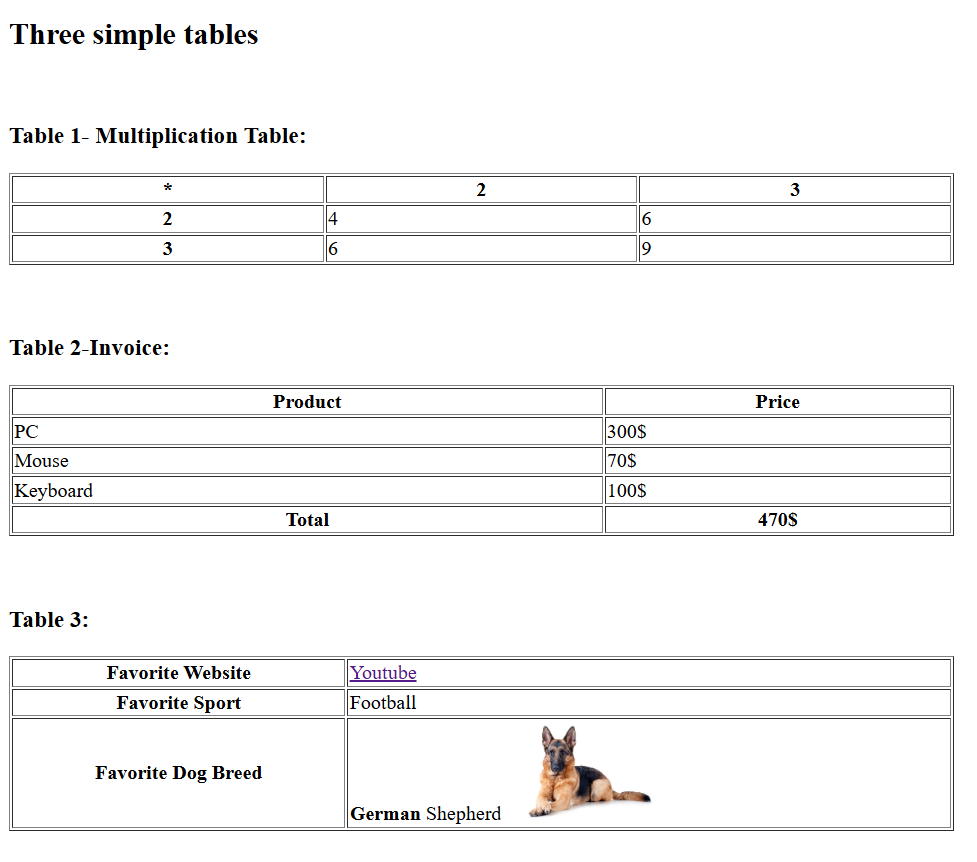 Three simple tables
Table 1- Multiplication Table:
* 2 3
2 4 6
3 6 9
Table 2-Invoice:
Product Price
PC 300$
Mouse 70$
Keyboard 100$
Total 470$
Table 3:
Favorite Website Youtube
Favorite Sport Football
Favorite Dog Breed German Shepherd